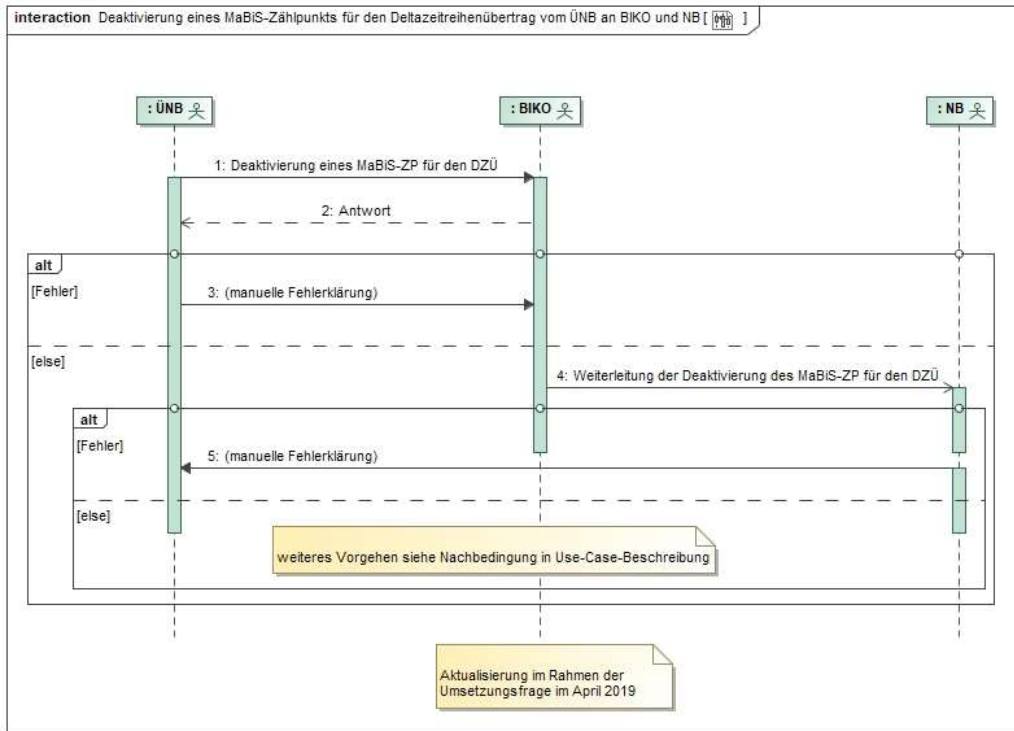 interaction Deaktivierung eines MaBiS-Zählpunkts für den Deltazeitreihenübertrag vom ÜNB an BIKO und NB [ ]
: ÜNB
: BIKO
: NB
1: Deaktivierung eines MaBiS-ZP für den DZÜ
2: Antwort
alt
[Fehler]
3: (manuelle Fehlerklärung)
[else]
4: Weiterleitung der Deaktivierung des MaBiS-ZP für den DZÜ
alt
[Fehler]
5: (manuelle Fehlerklärung)
[else]
weiteres Vorgehen siehe Nachbedingung in Use-Case-Beschreibung
Aktualisierung im Rahmen der
Umsetzungsfrage im April 2019